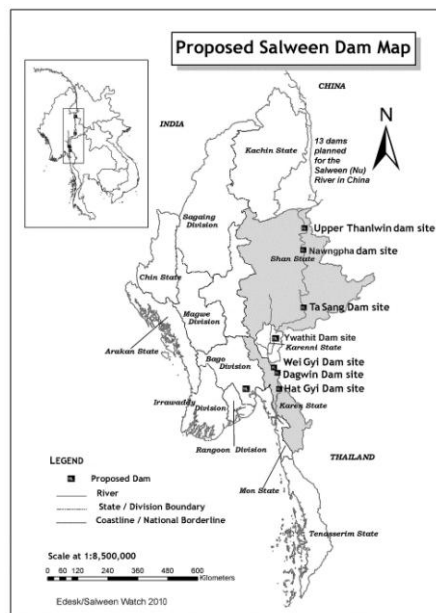 Proposed Salween Dam Map
CHINA
INDIA
N
Kachin State
13 dams
planned
for the
Salween (Nu)
River in China
Sagaing
Division
Upper Thanlwin dam site
Nawngpha dam site
Shan State
Chin State
Ta Sang Dam site
Magwe
Division
Ywathit Dam site
Karenni State
Arakan State
Bago
Division
Wei Gyi Dam site
Dagwin Dam site
Hat Gyi Dam site
Irrawaddy
Division
Karen State
Rangoon Division
THAILAND
Mon State
LEGEND
Proposed Dam
River
State / Division Boundary
Coastline / National Borderline
Tenasserim State
Scale at 1:8,500,000
0 60 120 240 360 480 600
Kilometers
Edesk/Salween Watch 2010